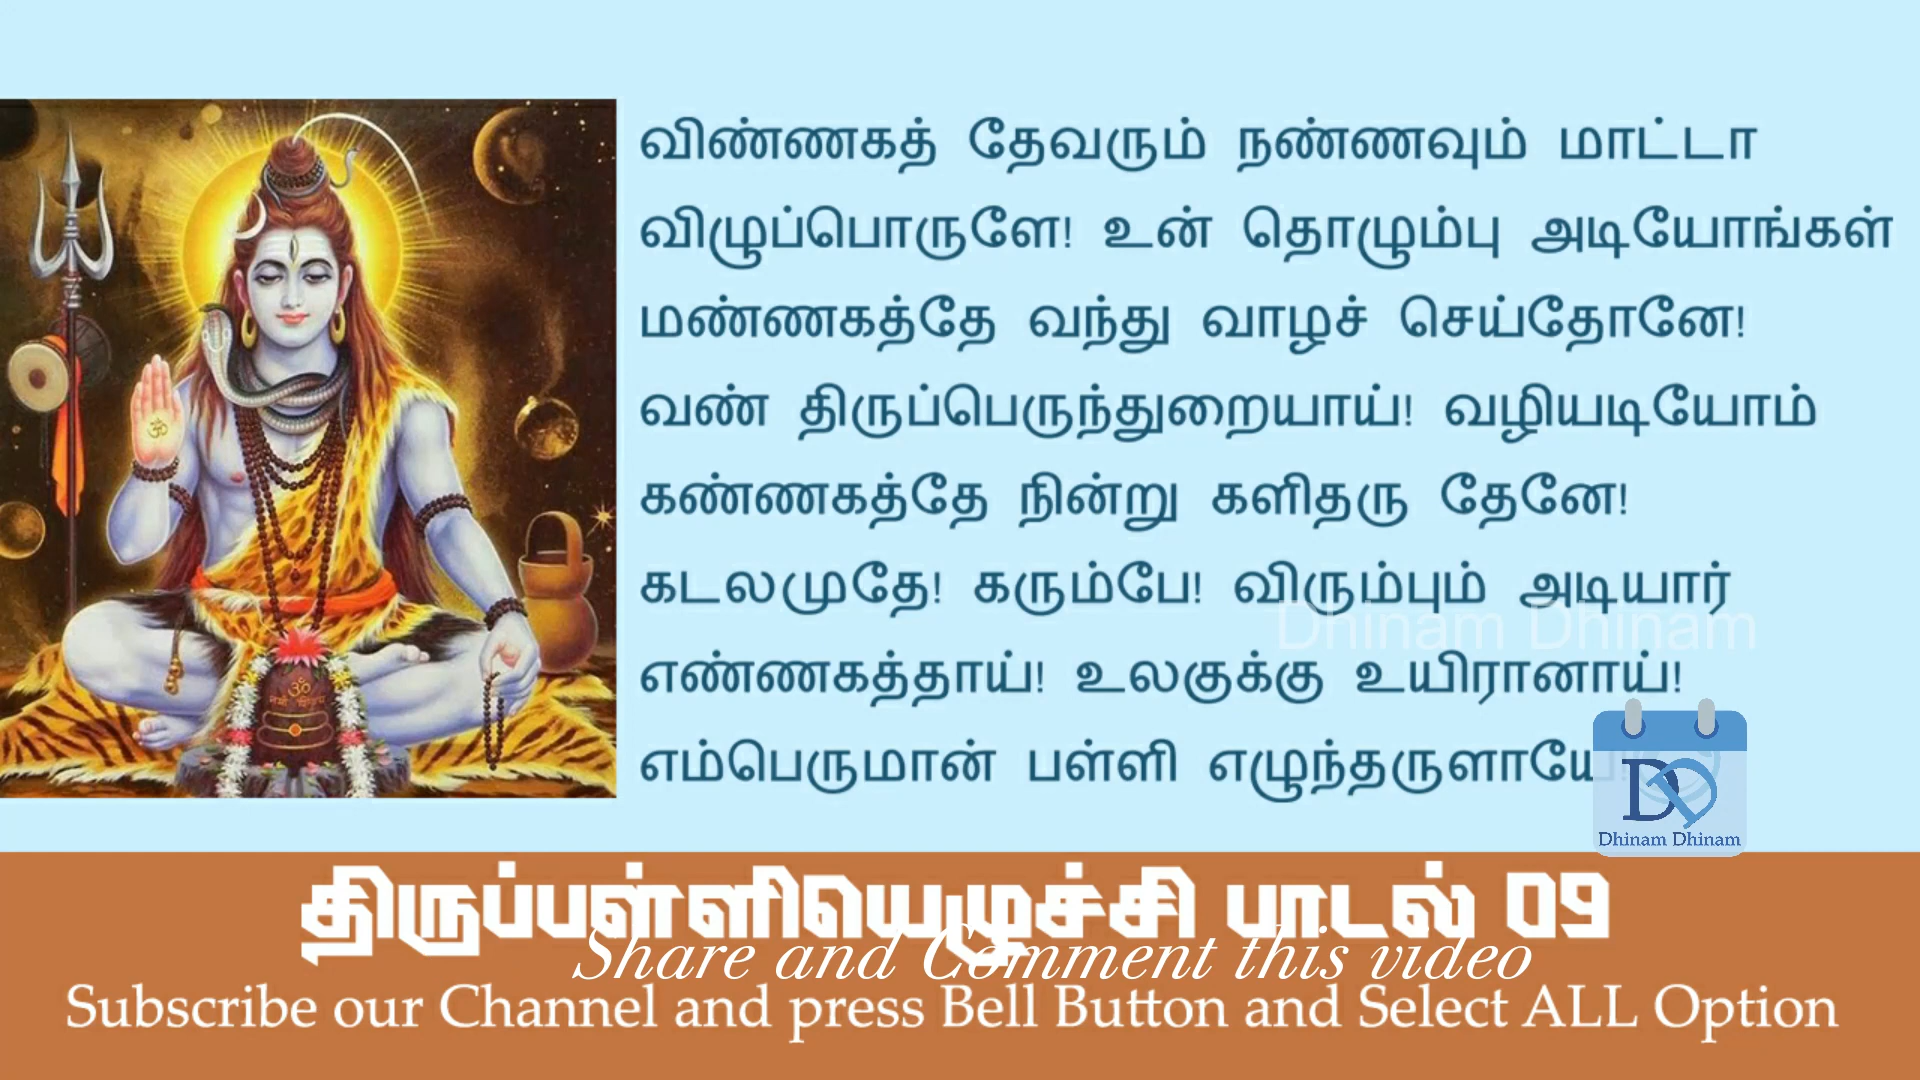 விண்ணகத் தேவரும் நண்ணவும் மாட்டா
விழுப்பொருளே! உன் தொழும்பு அடியோங்கள்
மண்ணகத்தே வந்து வாழச் செய்தோனே!
வண் திருப்பெருந்துறையாய்! வழியடியோம்
கண்ணகத்தே நின்று களிதரு தேனே!
கடலமுதே! கரும்பே! விரும்பும் அடியார்
Dhinam Dhinam
எண்ணகத்தாய்! உலகுக்கு உயிரானாய்!
எம்பெருமான் பள்ளி எழுந்தருளாயே!
Dhinam Dhinam
திருப்பள்ளியெழுச்சி பாடல் 09
Share and Comment this video
Subscribe our Channel and press Bell Button and Select ALL Option